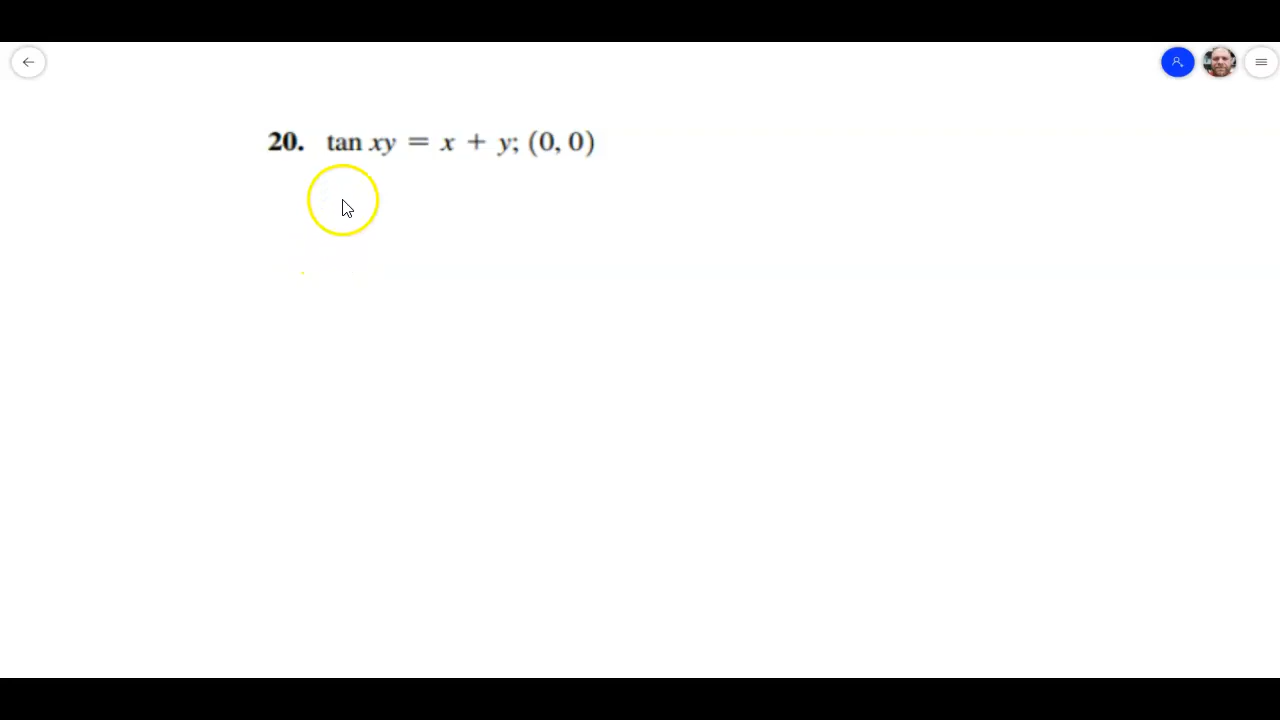 20. tan xy = x + y; (0, 0)